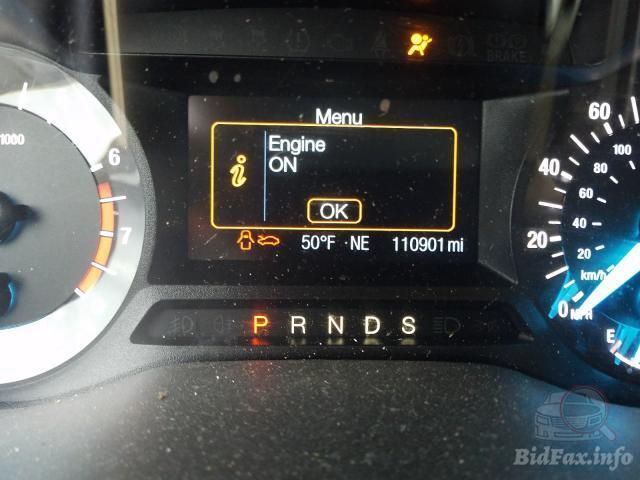 BRAKE
Menu
Engine
ON
OK
50°F NE 110901 mi
P R N D S
1000
6
7
60
100
40
80
60
40
20
20
km/h
0
MPH
E
BidFax.info